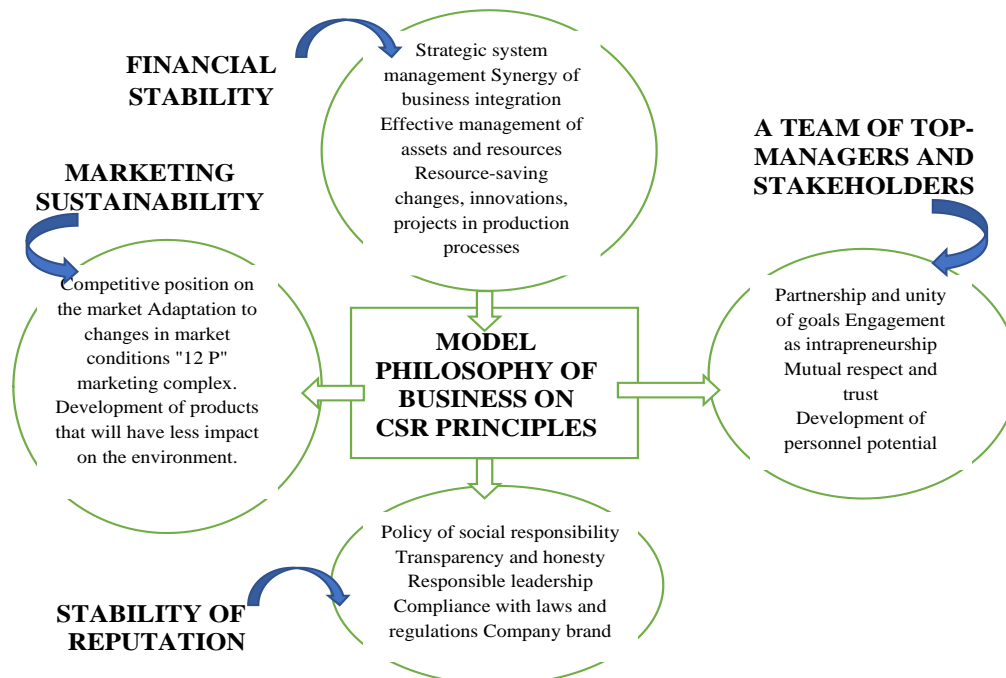 FINANCIAL
STABILITY
Strategic system
management Synergy of
business integration
Effective management of
assets and resources
Resource-saving
changes, innovations,
projects in production
processes
A TEAM OF TOP-
MANAGERS AND
STAKEHOLDERS
MARKETING
SUSTAINABILITY
Competitive position on
the market Adaptation to
changes in market
conditions "12 P"
marketing complex.
Development of products
that will have less impact
on the environment.
MODEL
PHILOSOPHY OF
BUSINESS ON
CSR PRINCIPLES
Partnership and unity
of goals Engagement
as intrapreneurship
Mutual respect and
trust
Development of
personnel potential
Policy of social responsibility
Transparency and honesty
Responsible leadership
Compliance with laws and
regulations Company brand
STABILITY OF
REPUTATION